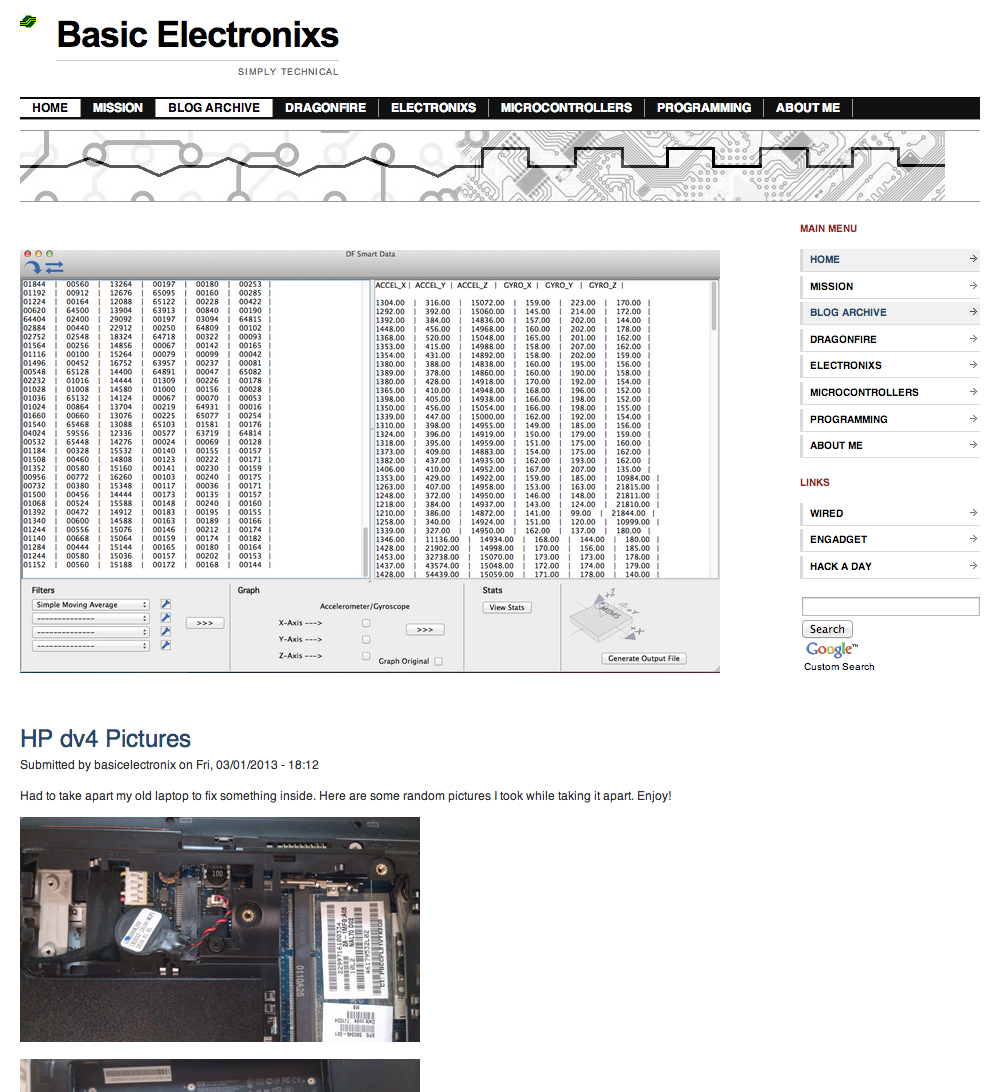 Basic Electronixs
SIMPLY TECHNICAL
HOME MISSION BLOG ARCHIVE DRAGONFIRE ELECTRONIXS MICROCONTROLLERS PROGRAMMING ABOUT ME
MAIN MENU
HOME
MISSION
BLOG ARCHIVE
DRAGONFIRE
ELECTRONIXS
MICROCONTROLLERS
PROGRAMMING
ABOUT ME
LINKS
WIRED
ENGADGET
HACK A DAY
Search
Google™
Custom Search
DF Smart Data
01844 | 00560 | 13264 | 00197 | 00180 | 00253 |
01192 | 00912 | 12676 | 65095 | 00160 | 00285 |
01224 | 00164 | 12088 | 65122 | 00228 | 00422 |
00620 | 64500 | 13904 | 63913 | 00840 | 00190 |
64404 | 02400 | 29092 | 00197 | 03094 | 64815 |
02884 | 00440 | 22912 | 00250 | 64809 | 00102 |
02752 | 02548 | 18324 | 64718 | 00322 | 00093 |
01564 | 00256 | 14856 | 00067 | 00142 | 00165 |
01116 | 00100 | 15264 | 00079 | 00099 | 00042 |
01496 | 00452 | 16752 | 63957 | 00237 | 00081 |
00548 | 65128 | 14400 | 64891 | 00047 | 65082 |
02232 | 01016 | 14444 | 01309 | 00226 | 00178 |
01028 | 01008 | 14580 | 01000 | 00156 | 00028 |
01036 | 65132 | 14124 | 00067 | 00070 | 00053 |
01024 | 00864 | 13704 | 00219 | 64931 | 00016 |
01660 | 00660 | 13076 | 00225 | 65077 | 00254 |
01540 | 65468 | 13088 | 65103 | 01581 | 00176 |
04024 | 59556 | 12336 | 00577 | 63719 | 64814 |
00532 | 65448 | 14276 | 00024 | 00069 | 00128 |
01184 | 00328 | 15532 | 00140 | 00155 | 00157 |
01508 | 00460 | 14808 | 00123 | 00222 | 00171 |
01352 | 00580 | 15160 | 00141 | 00230 | 00159 |
00956 | 00772 | 16260 | 00103 | 00240 | 00175 |
00732 | 00380 | 15348 | 00117 | 00036 | 00171 |
01500 | 00456 | 14444 | 00173 | 00135 | 00157 |
01068 | 00524 | 15588 | 00148 | 00240 | 00160 |
01392 | 00472 | 14912 | 00183 | 00195 | 00155 |
01340 | 00600 | 14588 | 00163 | 00189 | 00166 |
01244 | 00556 | 15076 | 00146 | 00212 | 00174 |
01140 | 00668 | 15064 | 00159 | 00174 | 00182 |
01284 | 00444 | 15144 | 00165 | 00180 | 00164 |
01244 | 00580 | 15036 | 00157 | 00202 | 00153 |
01152 | 00560 | 15188 | 00172 | 00168 | 00144 |
ACCEL_X | ACCEL_Y | ACCEL_Z | GYRO_X | GYRO_Y | GYRO_Z |
1304.00 | 316.00 | 15072.00 | 159.00 | 223.00 | 170.00 |
1292.00 | 392.00 | 15060.00 | 145.00 | 214.00 | 172.00 |
1392.00 | 384.00 | 14836.00 | 157.00 | 202.00 | 144.00 |
1448.00 | 456.00 | 14968.00 | 160.00 | 202.00 | 178.00 |
1368.00 | 520.00 | 15048.00 | 165.00 | 201.00 | 162.00 |
1353.00 | 415.00 | 14988.00 | 158.00 | 207.00 | 162.00 |
1354.00 | 431.00 | 14892.00 | 158.00 | 202.00 | 159.00 |
1380.00 | 388.00 | 14838.00 | 160.00 | 195.00 | 156.00 |
1389.00 | 378.00 | 14860.00 | 160.00 | 190.00 | 158.00 |
1380.00 | 428.00 | 14918.00 | 170.00 | 192.00 | 154.00 |
1365.00 | 410.00 | 14948.00 | 168.00 | 196.00 | 152.00 |
1398.00 | 405.00 | 14938.00 | 166.00 | 198.00 | 152.00 |
1350.00 | 456.00 | 15054.00 | 166.00 | 198.00 | 155.00 |
1339.00 | 447.00 | 15000.00 | 162.00 | 192.00 | 154.00 |
1310.00 | 398.00 | 14955.00 | 149.00 | 185.00 | 156.00 |
1324.00 | 396.00 | 14919.00 | 150.00 | 179.00 | 159.00 |
1318.00 | 395.00 | 14959.00 | 151.00 | 175.00 | 160.00 |
1373.00 | 409.00 | 14883.00 | 154.00 | 175.00 | 162.00 |
1382.00 | 437.00 | 14935.00 | 162.00 | 193.00 | 162.00 |
1406.00 | 410.00 | 14952.00 | 167.00 | 207.00 | 135.00 |
1353.00 | 429.00 | 14922.00 | 159.00 | 185.00 | 10984.00 |
1263.00 | 407.00 | 14958.00 | 153.00 | 163.00 | 21815.00 |
1248.00 | 372.00 | 14950.00 | 146.00 | 148.00 | 21811.00 |
1218.00 | 384.00 | 14937.00 | 143.00 | 124.00 | 21810.00 |
1210.00 | 386.00 | 14872.00 | 141.00 | 99.00 | 21844.00 |
1258.00 | 340.00 | 14924.00 | 151.00 | 120.00 | 10999.00 |
1339.00 | 327.00 | 14950.00 | 162.00 | 137.00 | 180.00 |
1346.00 | 11136.00 | 14934.00 | 168.00 | 144.00 | 180.00 |
1428.00 | 21902.00 | 14998.00 | 170.00 | 156.00 | 185.00 |
1453.00 | 32738.00 | 15070.00 | 173.00 | 173.00 | 178.00 |
1437.00 | 43574.00 | 15048.00 | 172.00 | 174.00 | 179.00 |
1428.00 | 54439.00 | 15059.00 | 171.00 | 178.00 | 140.00 |
Filters
Simple Moving Average
--------------
--------------
--------------
>>>
Graph
Accelerometer/Gyroscope
X-Axis --->
Y-Axis --->
Z-Axis --->
>>>
Graph Original
Stats
View Stats
+Z
+Y
+X
MEMS
Generate Output File
HP dv4 Pictures
Submitted by basicelectronix on Fri, 03/01/2013 - 18:12
Had to take apart my old laptop to fix something inside. Here are some random pictures I took while taking it apart. Enjoy!
100
0110A25